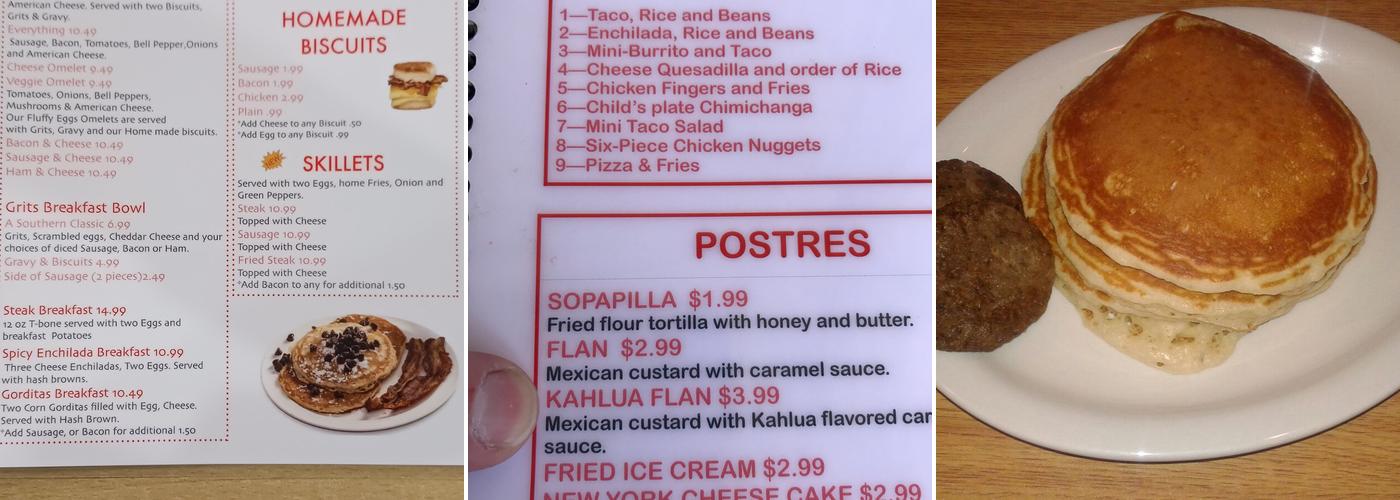 American Cheese. Served with two Biscuits,
Grits & Gravy.
Everything 10.49
Sausage, Bacon, Tomatoes, Bell Pepper,Onions
and American Cheese.
Cheese Omelet 9.49
Veggie Omelet 9.49
Tomatoes, Onions, Bell Peppers,
Mushrooms & American Cheese.
Our Fluffy Eggs Omelets are served
with Grits, Gravy and our Home made biscuits.
Bacon & Cheese 10.49
Sausage & Cheese 10.49
Ham & Cheese 10.49
Grits Breakfast Bowl
A Southern Classic 6.99
Grits, Scrambled eggs, Cheddar Cheese and your
choices of diced Sausage, Bacon or Ham.
Gravy & Biscuits 4.99
Side of Sausage (2 pieces)2.49
Steak Breakfast 14.99
12 oz T-bone served with two Eggs and
breakfast Potatoes
Spicy Enchilada Breakfast 10.99
Three Cheese Enchiladas, Two Eggs. Served
with hash browns.
Gorditas Breakfast 10.49
Two Corn Gorditas filled with Egg, Cheese.
Served with Hash Brown.
*Add Sausage, or Bacon for additional 1.50
HOMEMADE
BISCUITS
Sausage 1.99
Bacon 1.99
Chicken 2.99
Plain .99
*Add Cheese to any Biscuit .50
*Add Egg to any Biscuit .99
NEW SKILLETS
Served with two Eggs, home Fries, Onion and
Green Peppers.
Steak 10.99
Topped with Cheese
Sausage 10.99
Topped with Cheese
Fried Steak 10.99
Topped with Cheese
*Add Bacon to any for additional 1.50
1—Taco, Rice and Beans
2—Enchilada, Rice and Beans
3—Mini-Burrito and Taco
4—Cheese Quesadilla and order of Rice
5—Chicken Fingers and Fries
6—Child's plate Chimichanga
7—Mini Taco Salad
8—Six-Piece Chicken Nuggets
9—Pizza & Fries
POSTRES
SOPAPILLA $1.99
Fried flour tortilla with honey and butter.
FLAN $2.99
Mexican custard with caramel sauce.
KAHLUA FLAN $3.99
Mexican custard with Kahlua flavored car
sauce.
FRIED ICE CREAM $2.99
NEW YORK CHEESE CAKE $2.99